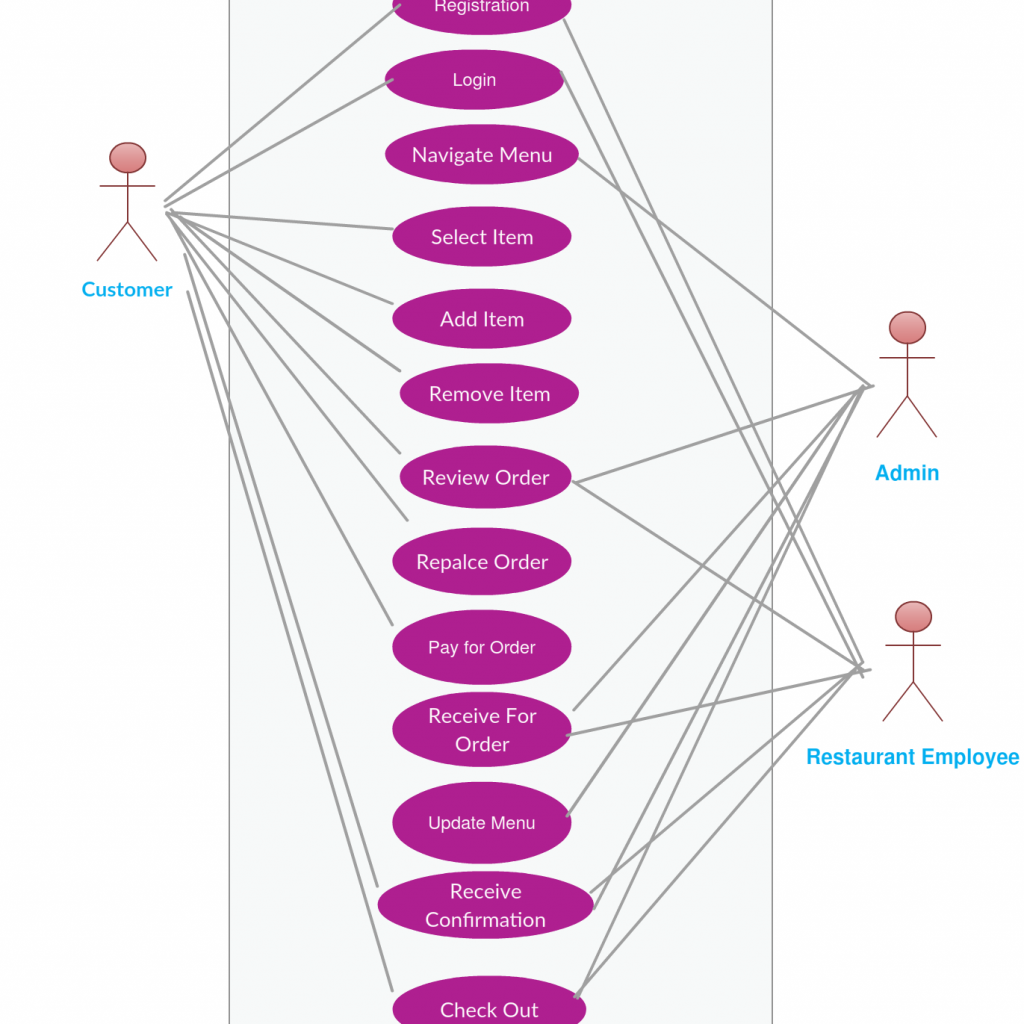 Registration
Login
Navigate Menu
Select Item
Customer
Add Item
Remove Item
Admin
Review Order
Repalce Order
Pay for Order
Receive For
Order
Restaurant Employee
Update Menu
Receive
Confirmation
Check Out